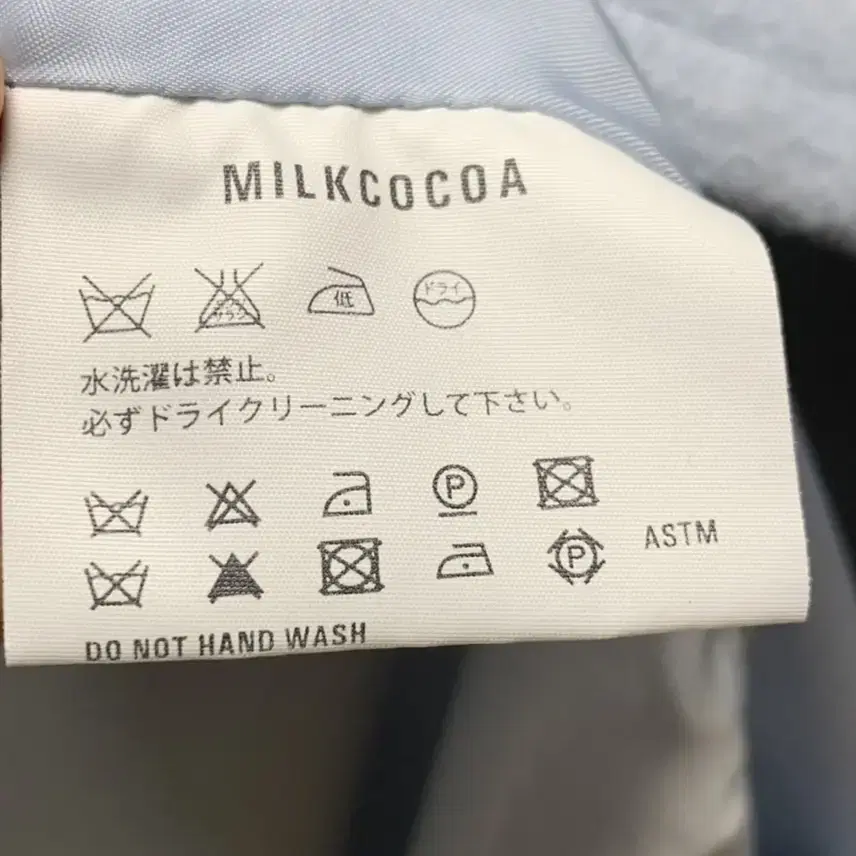 MILKCOCOA
低 ドライ
水洗濯は禁止。
必ずドライクリーニングして下さい。
P
P ASTM
DO NOT HAND WASH